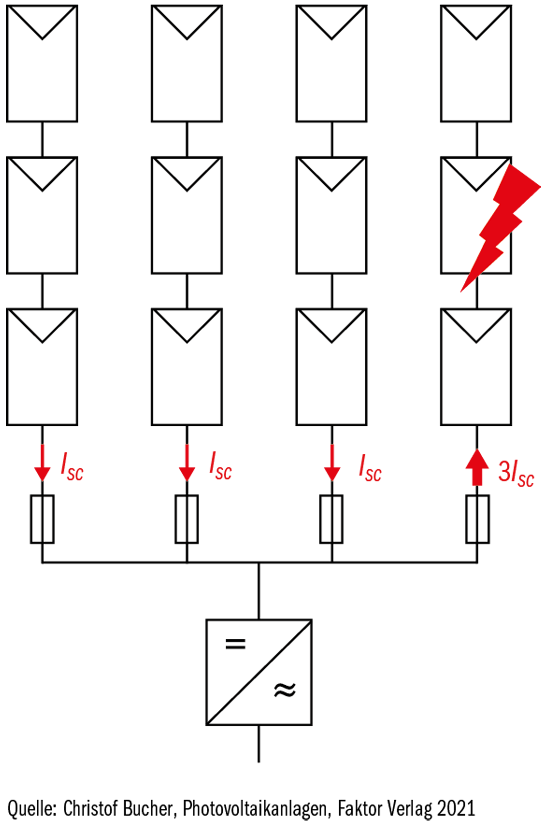 Isc
Isc
Isc
3Isc
=
≈
Quelle: Christof Bucher, Photovoltaikanlagen, Faktor Verlag 2021